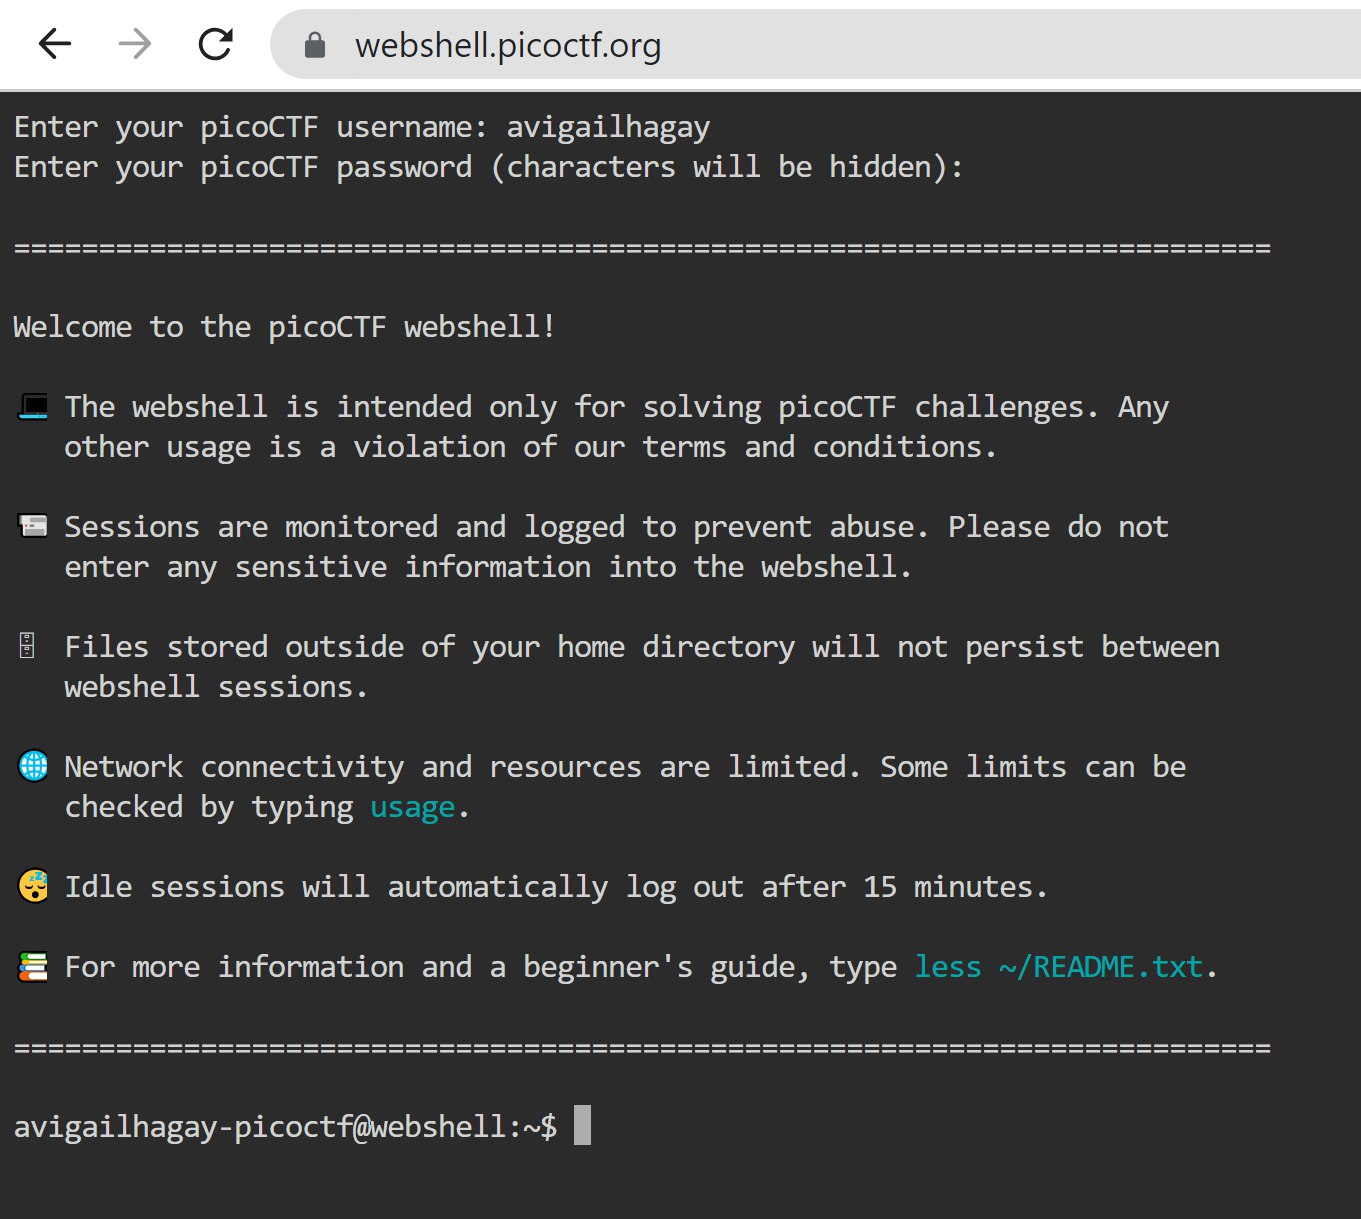 webshell.picoctf.org
Enter your picoCTF username: avigailhagay
Enter your picoCTF password (characters will be hidden):
==========================================================================
Welcome to the picoCTF webshell!
The webshell is intended only for solving picoCTF challenges. Any
other usage is a violation of our terms and conditions.
Sessions are monitored and logged to prevent abuse. Please do not
enter any sensitive information into the webshell.
Files stored outside of your home directory will not persist between
webshell sessions.
Network connectivity and resources are limited. Some limits can be
checked by typing usage.
Idle sessions will automatically log out after 15 minutes.
For more information and a beginner's guide, type less ~/README.txt.
==========================================================================
avigailhagay-picoctf@webshell:~$